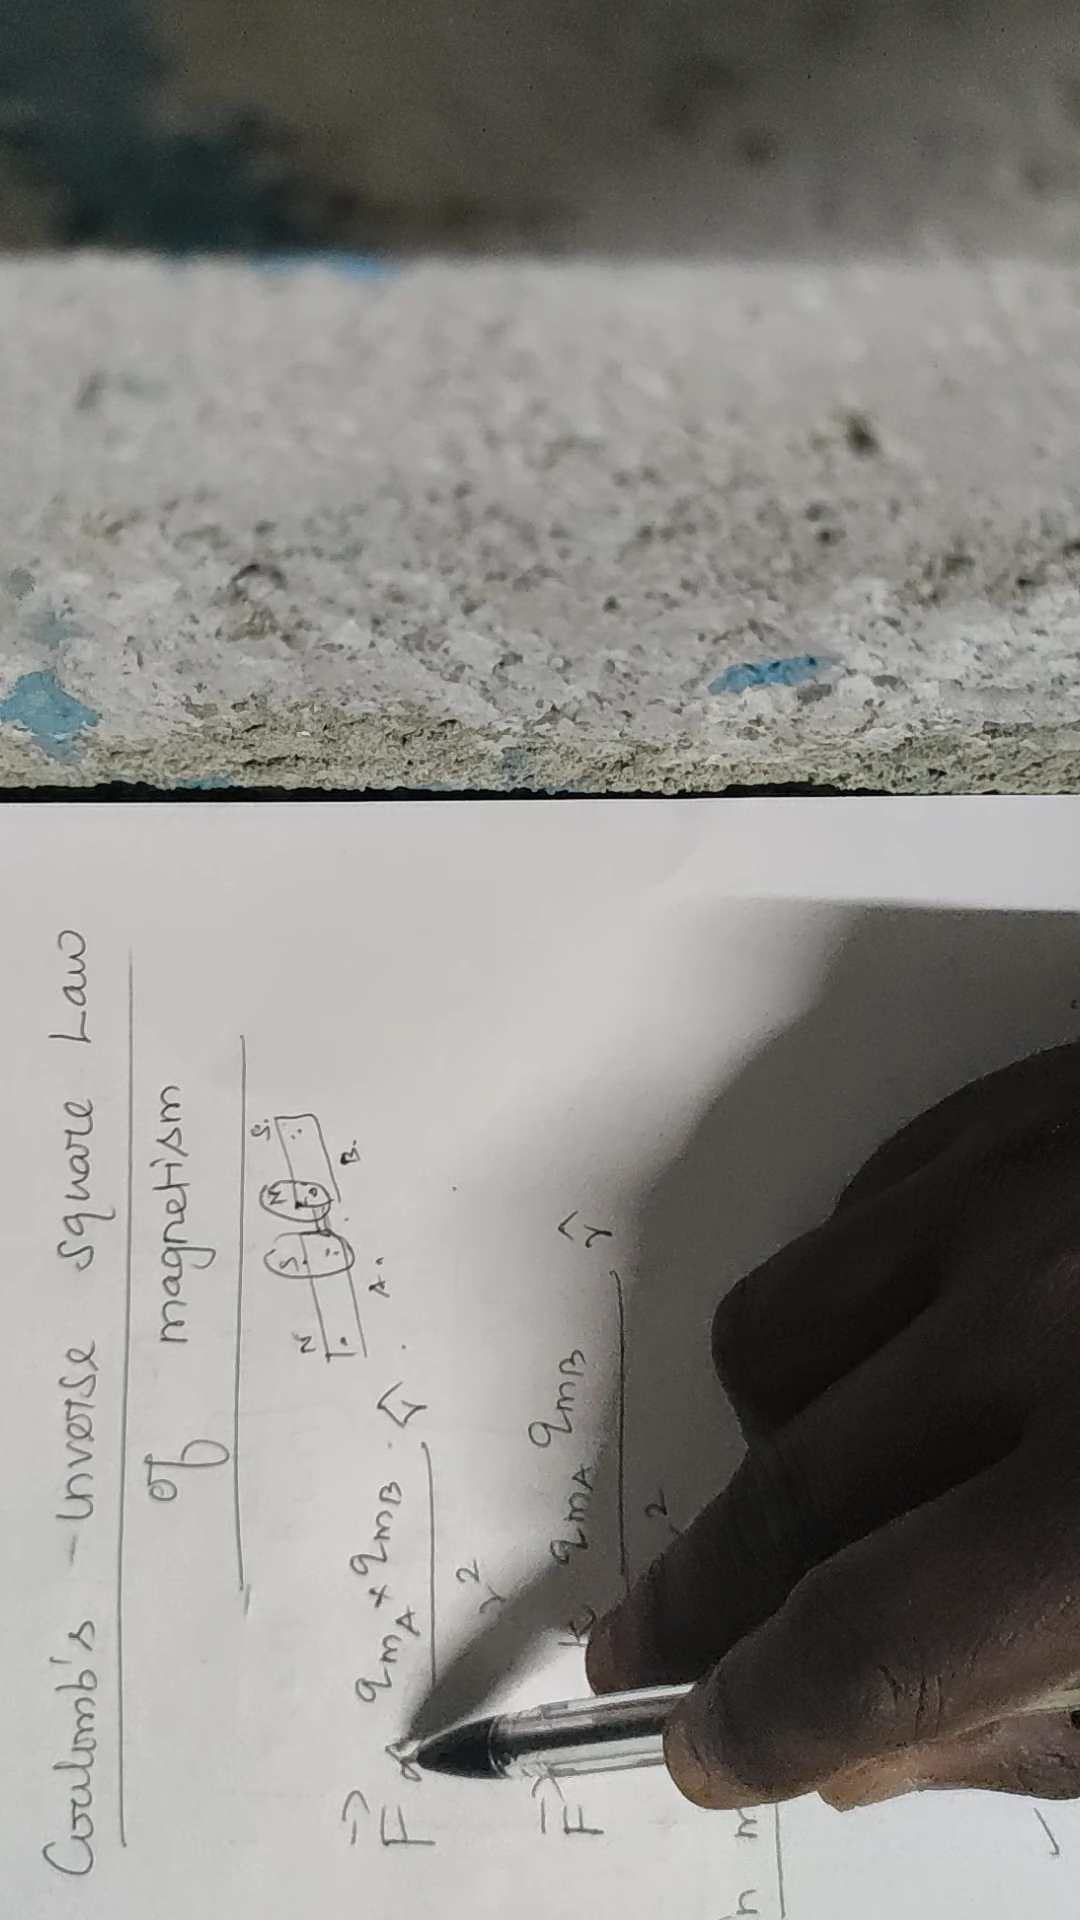 Coulomb's - Inverse Square Law
of magnetism
N S N S
A. B.
F⃗ ∝ qmA × qmB r̂
r²
F⃗ K qmA qmB r̂
r²